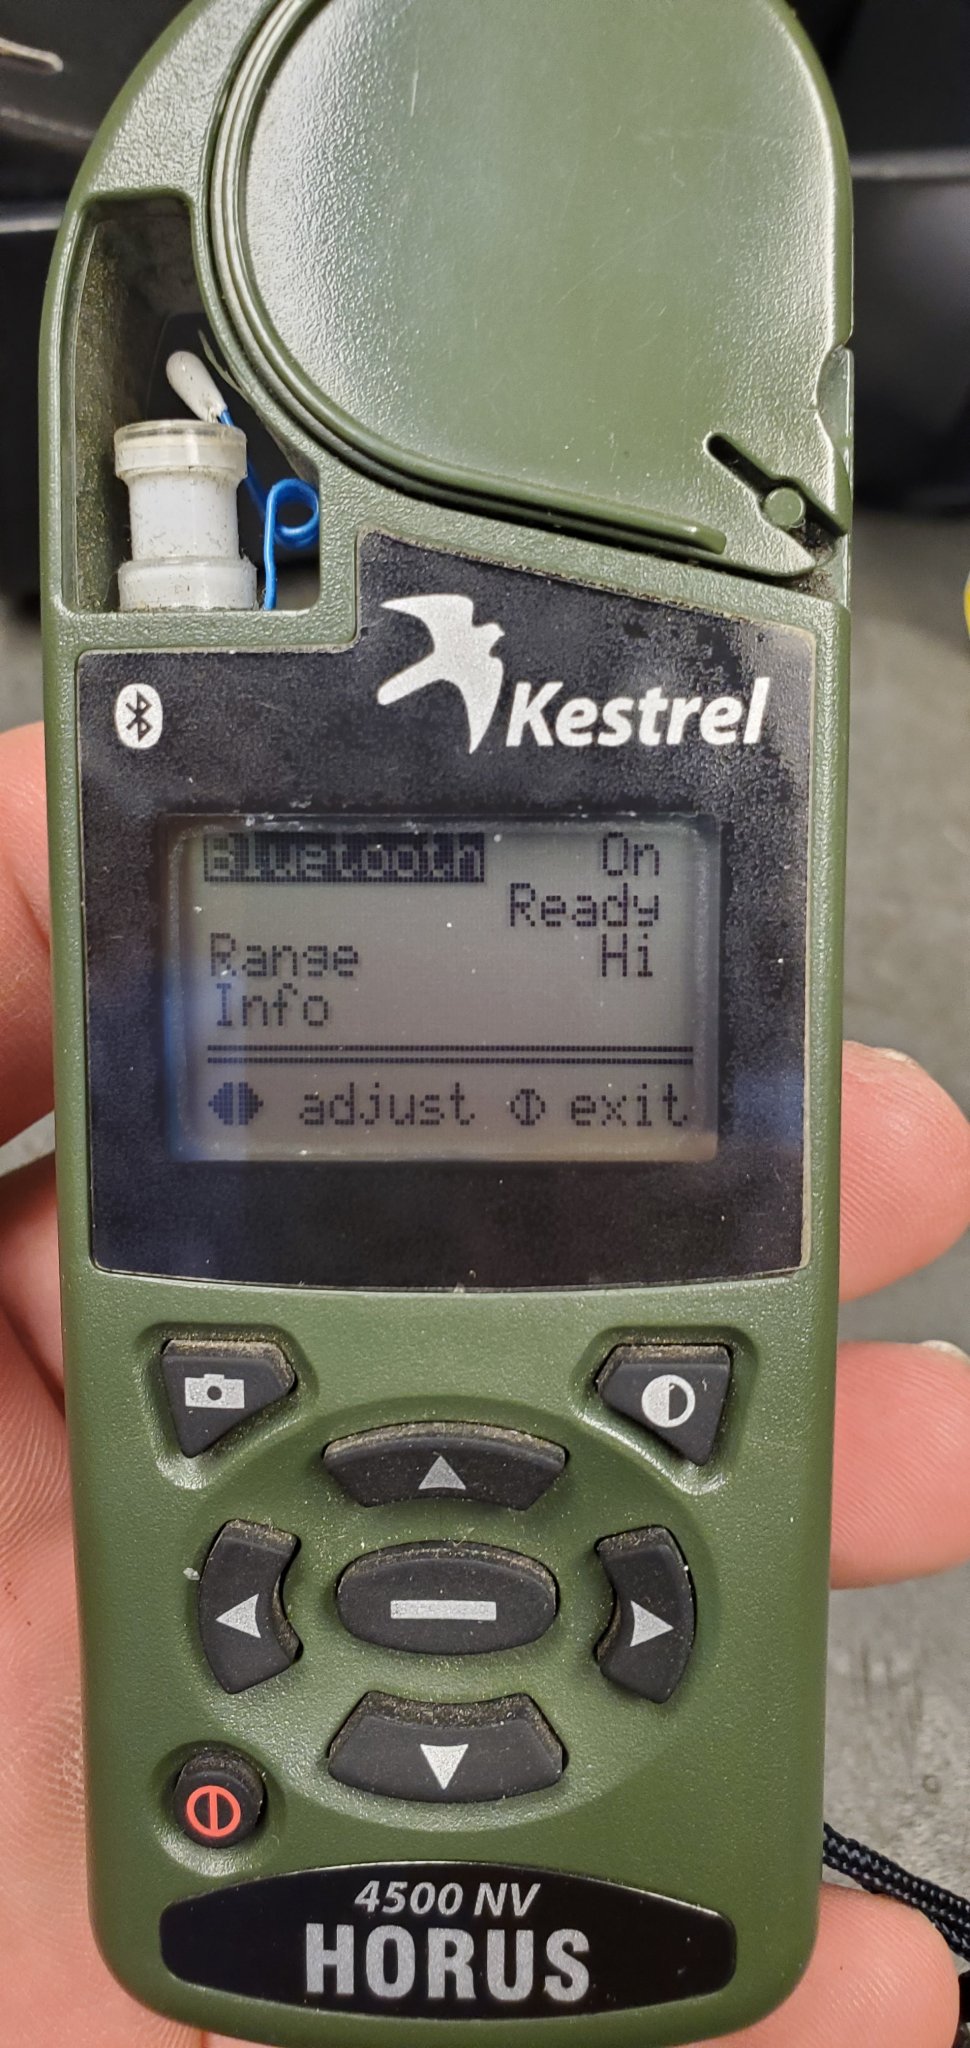 Kestrel
Bluetooth On
Ready
Range Hi
Info
adjust exit
4500 NV
HORUS